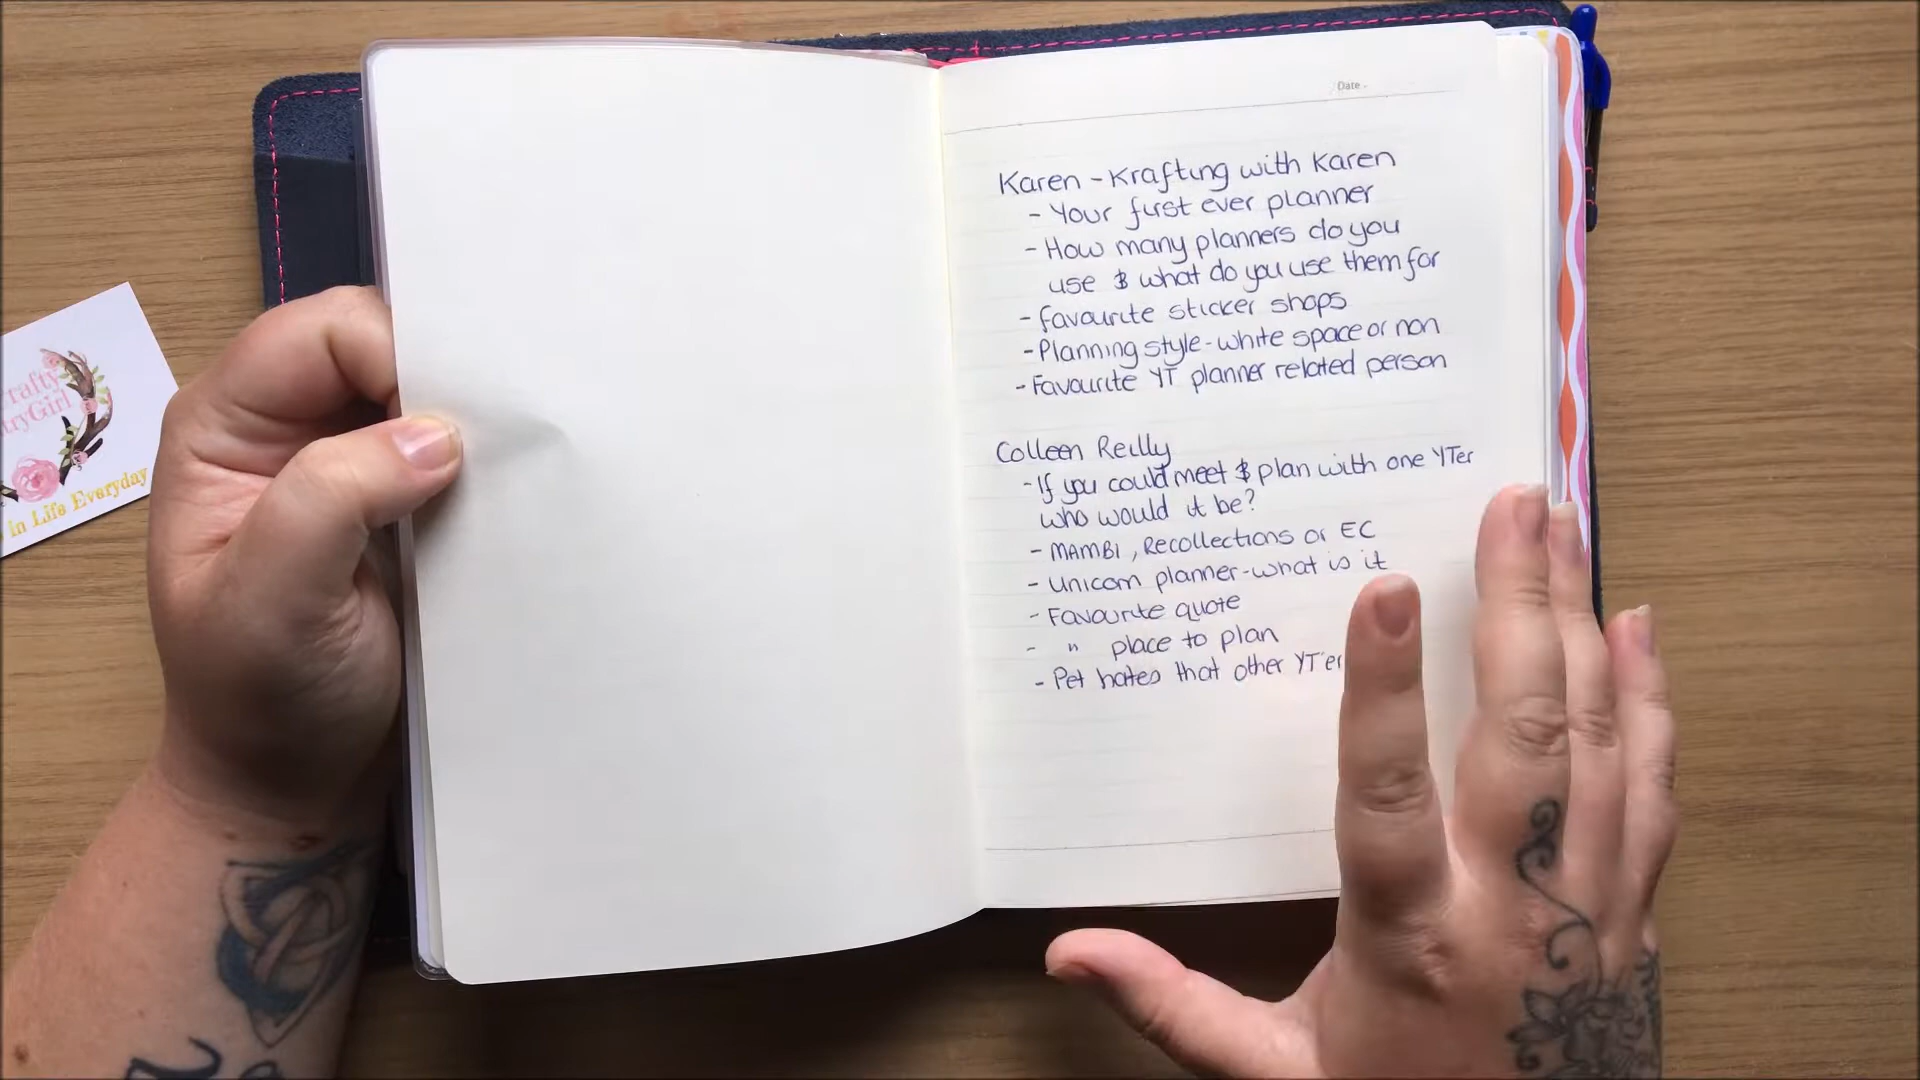 Date
Karen - Krafting with Karen
- Your first ever planner
- How many planners do you
use & what do you use them for
- favourite sticker shops
- Planning style - white space or non
- Favourite YT planner related person
Colleen Reilly
- If you could meet & plan with one YTer
who would it be?
- MAMBI, Recollections or EC
- Unicorn planner - what is it
- Favourite quote
- " place to plan
- Pet hates that other YT'er
in Life Everyday